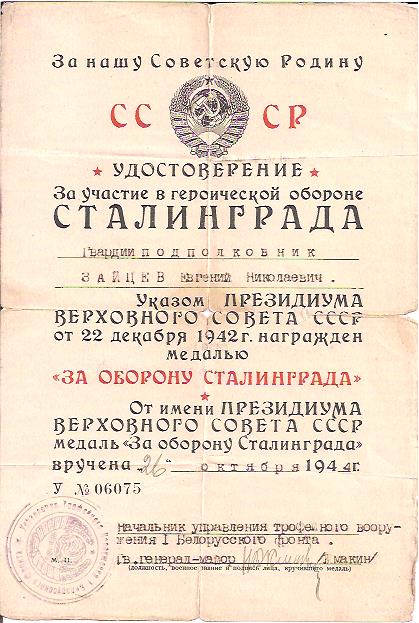 За нашу Советскую Родину
СС СР
УДОСТОВЕРЕНИЕ
За участие в героической обороне
СТАЛИНГРАДА
Гвардии подполковник
ЗАЙЦЕВ Евгений Николаевич .
Указом ПРЕЗИДИУМА
ВЕРХОВНОГО СОВЕТА СССР
от 22 декабря 1942 г. награжден
медалью
«ЗА ОБОРОНУ СТАЛИНГРАДА»
От имени ПРЕЗИДИУМА
ВЕРХОВНОГО СОВЕТА СССР
медаль «За оборону Сталинграда»
вручена „26" октября 1944 г.
У № 06075
Начальник управления трофейного воору-
жения I Белорусского фронта .
Гв.генерал-майор
М. П.
(должность, военное звание и подпись лица, вручившего медаль)